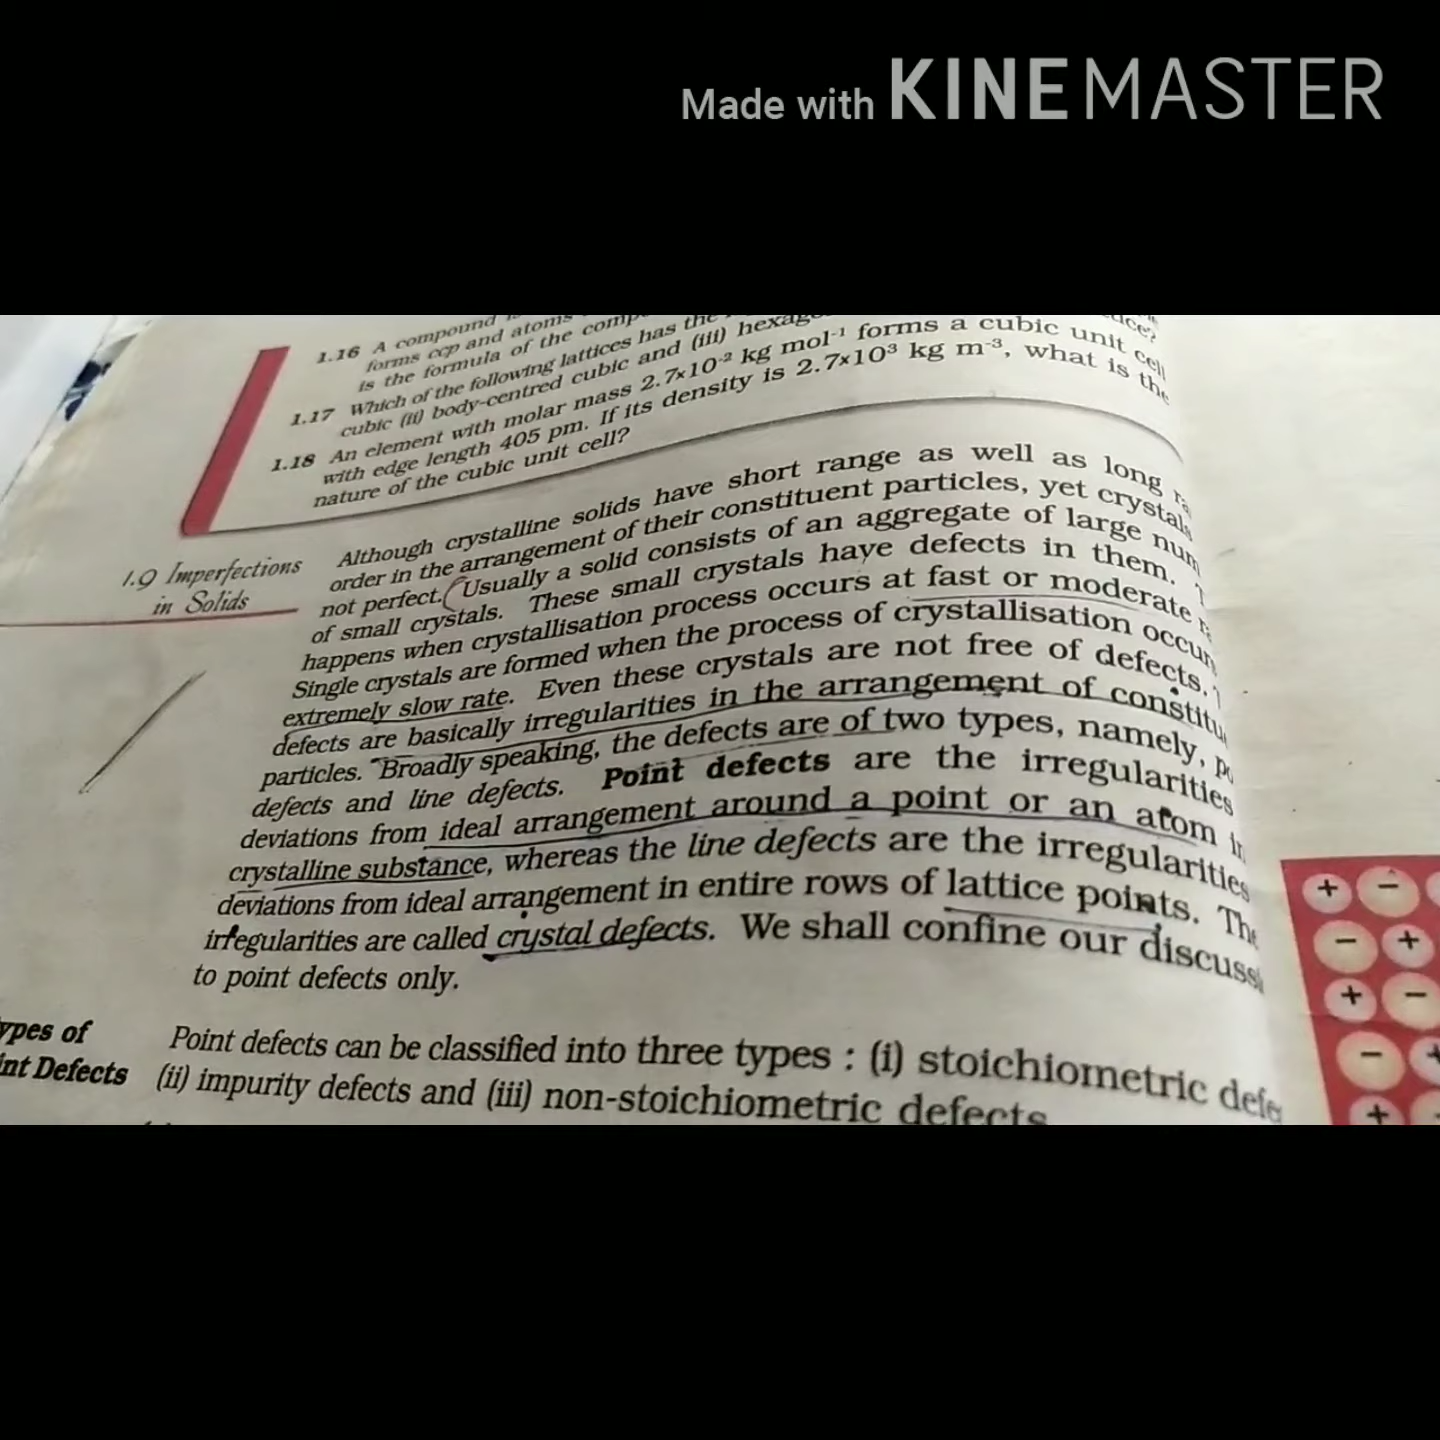 Made with KINEMASTER
1.16 A compound
forms ccp and atoms
is the formula of the
1.17 Which of the following lattices has the
cubic (ii) body-centred cubic and (iii)
1.18 An element with molar mass 2.7×10⁻² kg mol⁻¹ forms a cubic unit cell
with edge length 405 pm. If its density is 2.7×10³ kg m⁻³, what is the
nature of the cubic unit cell?
1.9 Imperfections
in Solids
Although crystalline solids have short range as well as long
order in the arrangement of their constituent particles, yet crystals
not perfect. Usually a solid consists of an aggregate of large num
of small crystals. These small crystals have defects in them.
happens when crystallisation process occurs at fast or moderate
Single crystals are formed when the process of crystallisation occur
extremely slow rate. Even these crystals are not free of defects.
defects are basically irregularities in the arrangement of constitu
particles. Broadly speaking, the defects are of two types, namely,
defects and line defects. Point defects are the irregularities
deviations from ideal arrangement around a point or an atom in
crystalline substance, whereas the line defects are the irregularities
deviations from ideal arrangement in entire rows of lattice points. The
irregularities are called crystal defects. We shall confine our discuss
to point defects only.
ypes of
int Defects
Point defects can be classified into three types : (i) stoichiometric defe
(ii) impurity defects and (iii) non-stoichiometric defects